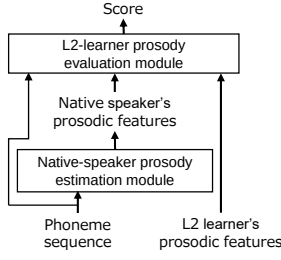 Score
L2-learner prosody
evaluation module
Native speaker's
prosodic features
Native-speaker prosody
estimation module
Phoneme
sequence
L2 learner's
prosodic features